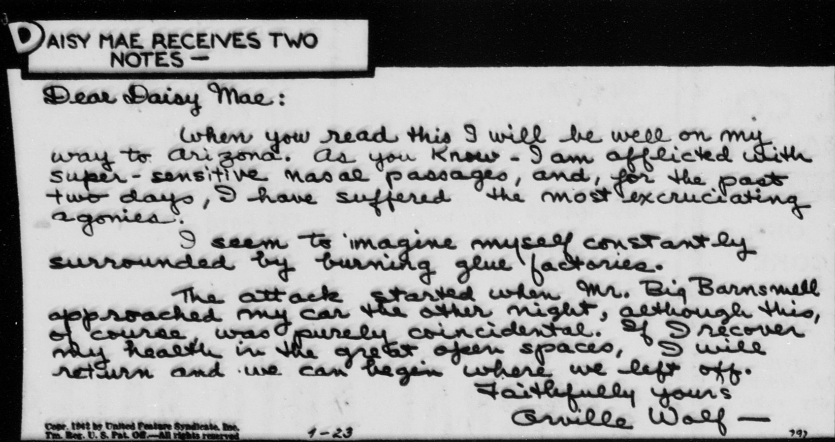 DAISY MAE RECEIVES TWO
NOTES —
Dear Daisy Mae:
When you read this I will be well on my
way to Arizona. As you know - I am afflicted with
super-sensitive nasal passages, and, for the past
two days, I have suffered the most excruciating
agonies.
I seem to imagine myself constantly
surrounded by burning glue factories.
The attack started when Mr. Big Barnsmell
approached my car the other night, although this,
of course was purely coincidental. If I recover
my health in the great open spaces, I will
return and we can begin where we left off.
Faithfully yours
Orville Wolf —
Copr. 1942 by United Feature Syndicate, Inc.
Tm. Reg. U. S. Pat. Off.—All rights reserved
1-23